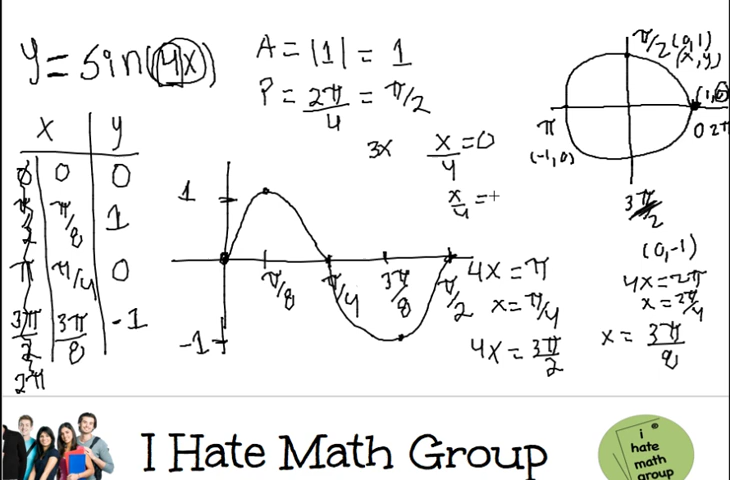 y = sin(4x)
A = |1| = 1
P = 2π/4 = π/2
x | y
0 | 0 | 0
π/2 | π/8 | 1
π | π/4 | 0
3π/2 | 3π/8 | -1
2π
1
-1
π/8 π/4 3π/8 π/2
3x x/4 = 0
x/4 = +
4x = π
x = π/4
4x = 3π/2
π/2 (0,1)
(x,y)
(1,0)
π 0 2π
(-1,0)
3π/2
(0,-1)
4x = 2π
x = 2π/4
x = 3π/8
I Hate Math Group
i
hate
math
group